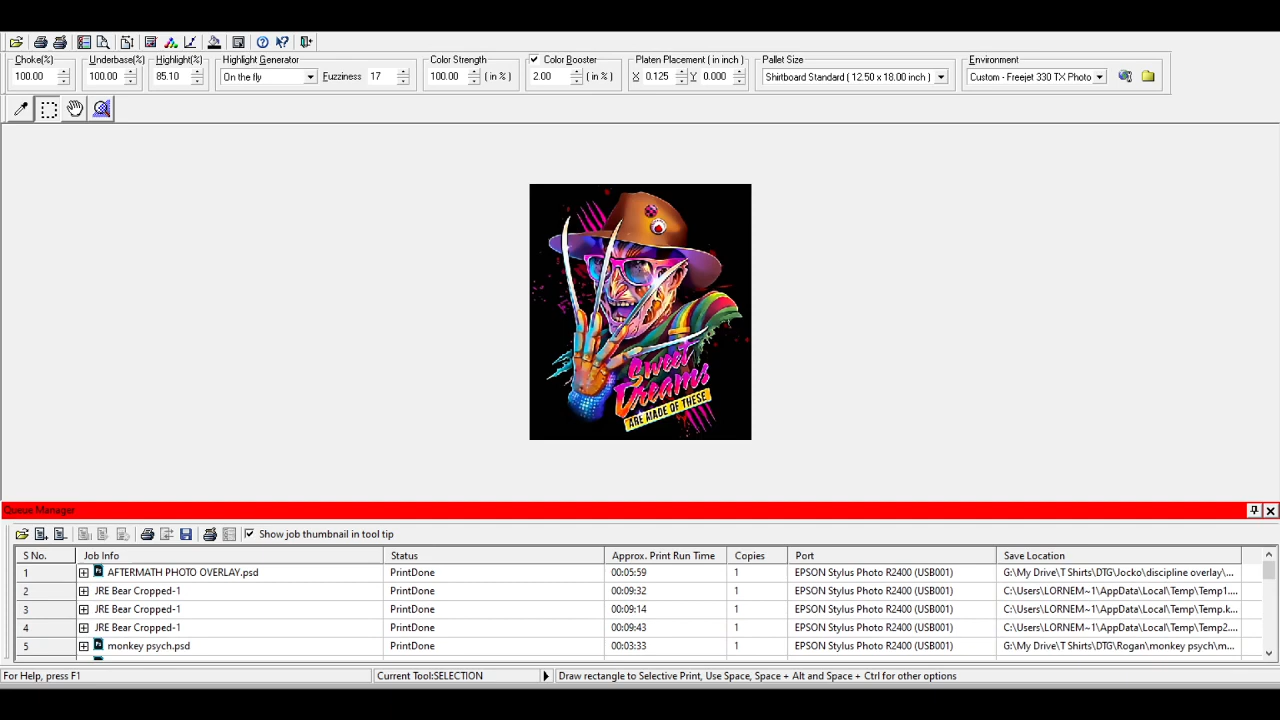 Choke(%) Underbase(%) Highlight(%) Highlight Generator Color Strength Color Booster Platen Placement ( in inch ) Pallet Size Environment
100.00 100.00 85.10 On the fly Fuzziness 17 100.00 ( in % ) 2.00 ( in % ) X 0.125 Y 0.000 Shirtboard Standard ( 12.50 x 18.00 inch ) Custom - Freejet 330 TX Photo
Sweet
Dreams
ARE MADE OF THESE
Queue Manager
Show job thumbnail in tool tip
S No. Job Info Status Approx. Print Run Time Copies Port Save Location
1 AFTERMATH PHOTO OVERLAY.psd PrintDone 00:05:59 1 EPSON Stylus Photo R2400 (USB001) G:\My Drive\T Shirts\DTG\Jocko\discipline overlay\...
2 JRE Bear Cropped-1 PrintDone 00:09:32 1 EPSON Stylus Photo R2400 (USB001) C:\Users\LORNEM~1\AppData\Local\Temp\Temp1....
3 JRE Bear Cropped-1 PrintDone 00:09:14 1 EPSON Stylus Photo R2400 (USB001) C:\Users\LORNEM~1\AppData\Local\Temp\Temp.k...
4 JRE Bear Cropped-1 PrintDone 00:09:43 1 EPSON Stylus Photo R2400 (USB001) C:\Users\LORNEM~1\AppData\Local\Temp\Temp2....
5 monkey psych.psd PrintDone 00:03:33 1 EPSON Stylus Photo R2400 (USB001) G:\My Drive\T Shirts\DTG\Rogan\monkey psych\m...
For Help, press F1 Current Tool:SELECTION Draw rectangle to Selective Print, Use Space, Space + Alt and Space + Ctrl for other options